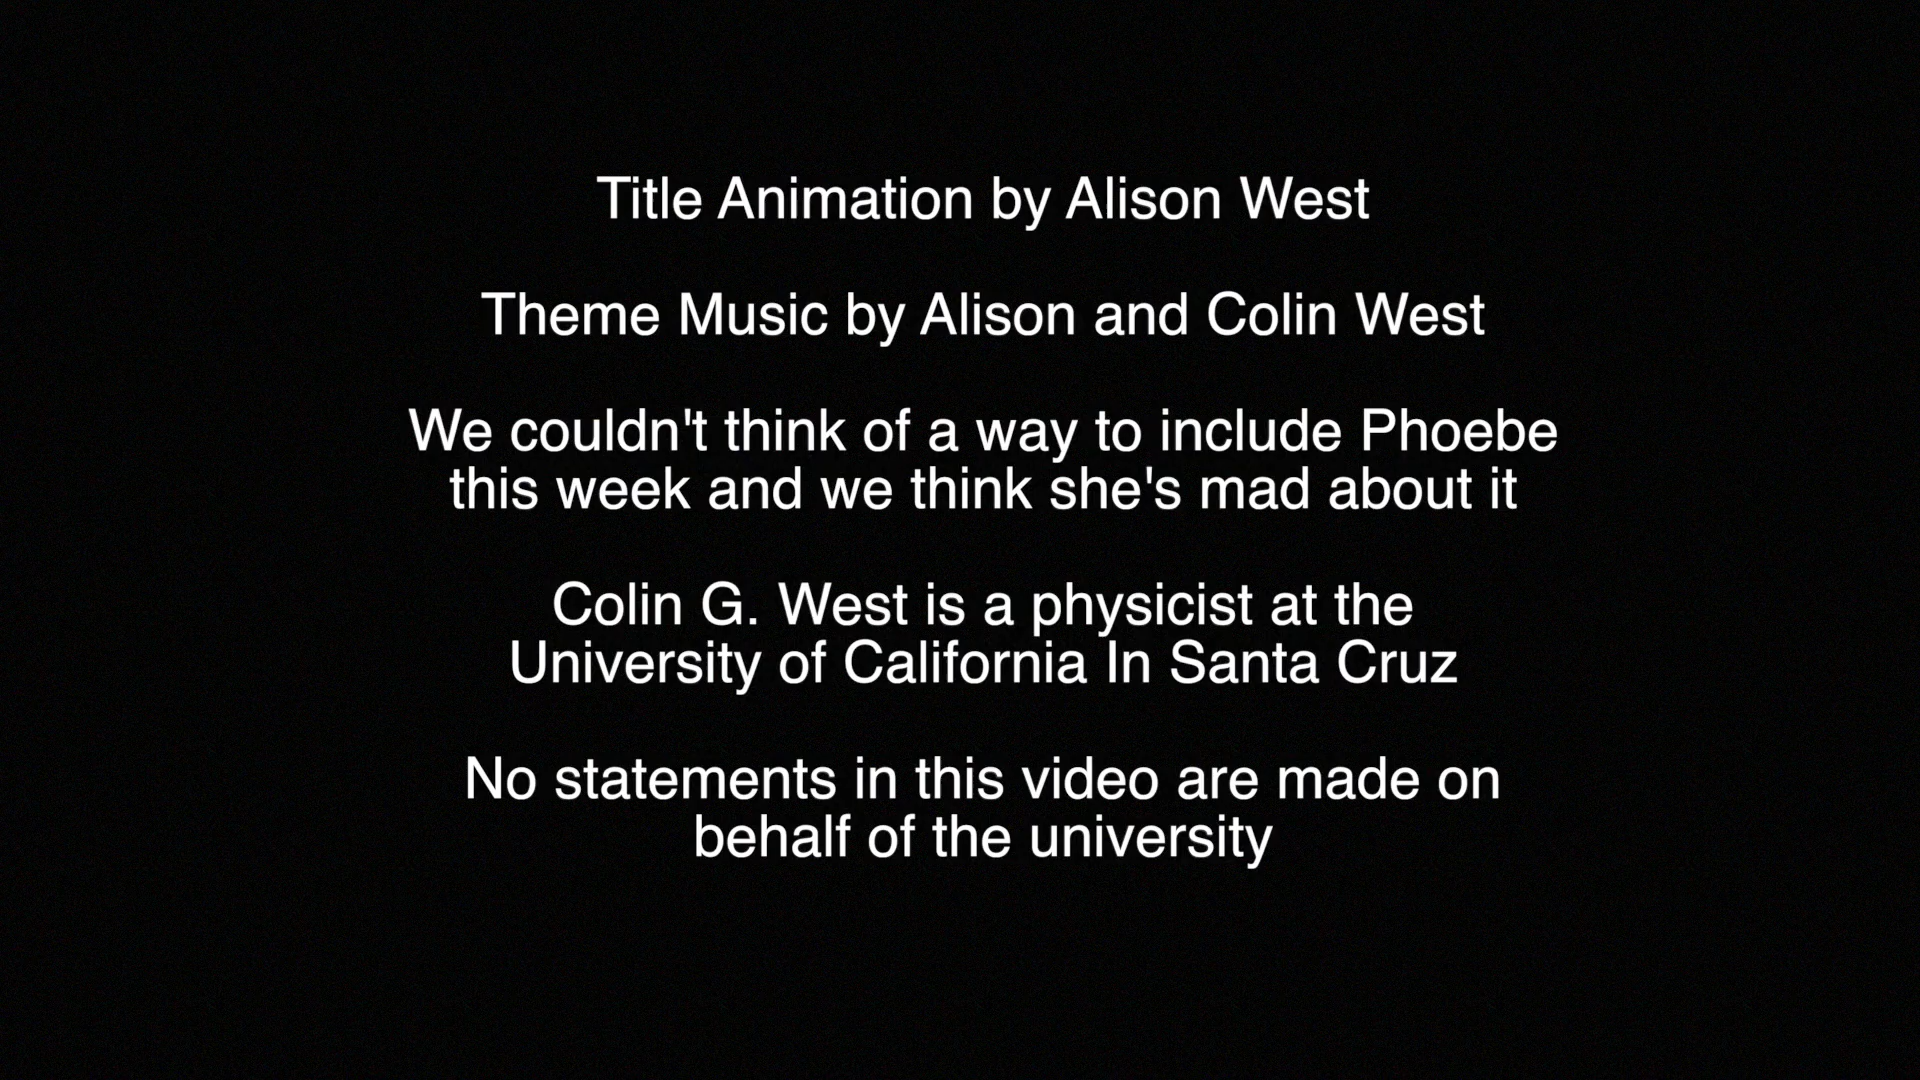 Title Animation by Alison West
Theme Music by Alison and Colin West
We couldn't think of a way to include Phoebe
this week and we think she's mad about it
Colin G. West is a physicist at the
University of California In Santa Cruz
No statements in this video are made on
behalf of the university